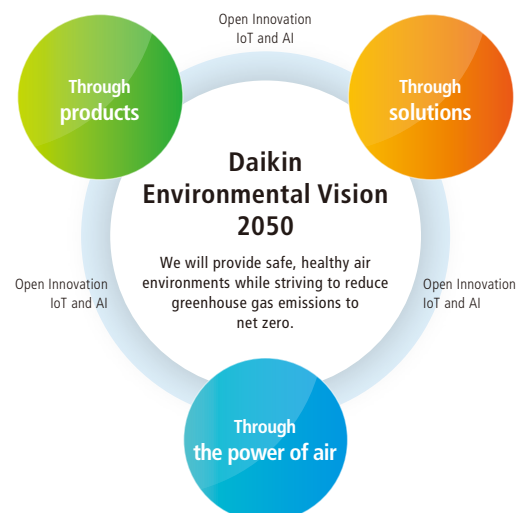 Open Innovation
IoT and AI
Through
products
Through
solutions
Daikin
Environmental Vision
2050
We will provide safe, healthy air
environments while striving to reduce
greenhouse gas emissions to
net zero.
Open Innovation
IoT and AI
Open Innovation
IoT and AI
Through
the power of air